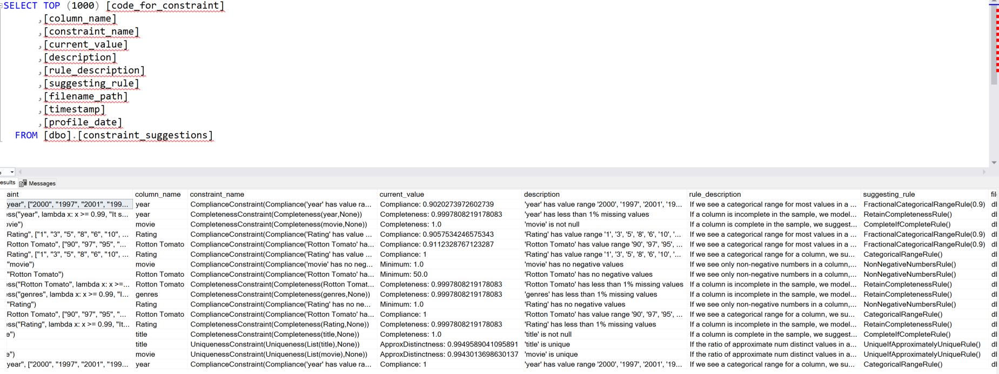 SELECT TOP (1000) [code_for_constraint]
,[column_name]
,[constraint_name]
,[current_value]
,[description]
,[rule_description]
,[suggesting_rule]
,[filename_path]
,[timestamp]
,[profile_date]
FROM [dbo].[constraint_suggestions]
esults Messages
aint column_name constraint_name current_value description rule_description suggesting_rule fil
year", ["2000", "1997", "2001", "199... year ComplianceConstraint(Compliance('year' has value ra... Compliance: 0.9020273972602739 'year' has value range '2000', '1997', '2001', '19... If we see a categorical range for most values in a ... FractionalCategoricalRangeRule(0.9) db
ess("year", lambda x: x >= 0.99, "It s... year CompletenessConstraint(Completeness(year,None)) Completeness: 0.9997808219178083 'year' has less than 1% missing values If a column is incomplete in the sample, we model... RetainCompletenessRule() db
ovie") movie CompletenessConstraint(Completeness(movie,None)) Completeness: 1.0 'movie' is not null If a column is complete in the sample, we suggest... CompleteIfCompleteRule() db
Rating", ["1", "3", "5", "8", "6", "10", ... Rating ComplianceConstraint(Compliance('Rating' has value ... Compliance: 0.9057534246575343 'Rating' has value range '1', '3', '5', '8', '6', '10', '... If we see a categorical range for most values in a ... FractionalCategoricalRangeRule(0.9) db
Rotton Tomato", ["90", "97", "95", "... Rotton Tomato ComplianceConstraint(Compliance('Rotton Tomato' ha... Compliance: 0.9112328767123287 'Rotton Tomato' has value range '90', '97', '95', ... If we see a categorical range for most values in a ... FractionalCategoricalRangeRule(0.9) db
Rating", ["1", "3", "5", "8", "6", "10", ... Rating ComplianceConstraint(Compliance('Rating' has value ... Compliance: 1 'Rating' has value range '1', '3', '5', '8', '6', '10', '... If we see a categorical range for a column, we su... CategoricalRangeRule() db
"movie") movie ComplianceConstraint(Compliance('movie' has no neg... Minimum: 1.0 'movie' has no negative values If we see only non-negative numbers in a column,... NonNegativeNumbersRule() db
"Rotton Tomato") Rotton Tomato ComplianceConstraint(Compliance('Rotton Tomato' ha... Minimum: 50.0 'Rotton Tomato' has no negative values If we see only non-negative numbers in a column,... NonNegativeNumbersRule() db
ess("Rotton Tomato", lambda x: x >=... Rotton Tomato CompletenessConstraint(Completeness(Rotton Tomat... Completeness: 0.9997808219178083 'Rotton Tomato' has less than 1% missing values If a column is incomplete in the sample, we model... RetainCompletenessRule() db
ess("genres", lambda x: x >= 0.99, "I... genres CompletenessConstraint(Completeness(genres,None)) Completeness: 0.9997808219178083 'genres' has less than 1% missing values If a column is incomplete in the sample, we model... RetainCompletenessRule() db
"Rating") Rating ComplianceConstraint(Compliance('Rating' has no ne... Minimum: 1.0 'Rating' has no negative values If we see only non-negative numbers in a column,... NonNegativeNumbersRule() db
Rotton Tomato", ["90", "97", "95", "... Rotton Tomato ComplianceConstraint(Compliance('Rotton Tomato' ha... Compliance: 1 'Rotton Tomato' has value range '90', '97', '95', ... If we see a categorical range for a column, we su... CategoricalRangeRule() db
ess("Rating", lambda x: x >= 0.99, "It... Rating CompletenessConstraint(Completeness(Rating,None)) Completeness: 0.9997808219178083 'Rating' has less than 1% missing values If a column is incomplete in the sample, we model... RetainCompletenessRule() db
e") title CompletenessConstraint(Completeness(title,None)) Completeness: 1.0 'title' is not null If a column is complete in the sample, we suggest... CompleteIfCompleteRule() db
title UniquenessConstraint(Uniqueness(List(title),None)) ApproxDistinctness: 0.9949589041095891 'title' is unique If the ratio of approximate num distinct values in a... UniqueIfApproximatelyUniqueRule() db
e") movie UniquenessConstraint(Uniqueness(List(movie),None)) ApproxDistinctness: 0.9943013698630137 'movie' is unique If the ratio of approximate num distinct values in a... UniqueIfApproximatelyUniqueRule() db
year", ["2000", "1997", "2001", "199... year ComplianceConstraint(Compliance('year' has value ra... Compliance: 1 'year' has value range '2000', '1997', '2001', '19... If we see a categorical range for a column, we su... CategoricalRangeRule() db